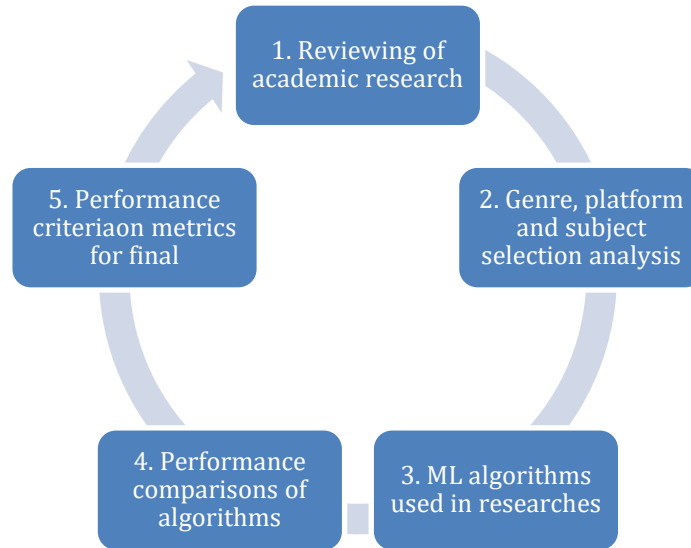 1. Reviewing of
academic research
2. Genre, platform
and subject
selection analysis
3. ML algorithms
used in researches
4. Performance
comparisons of
algorithms
5. Performance
criteriaon metrics
for final